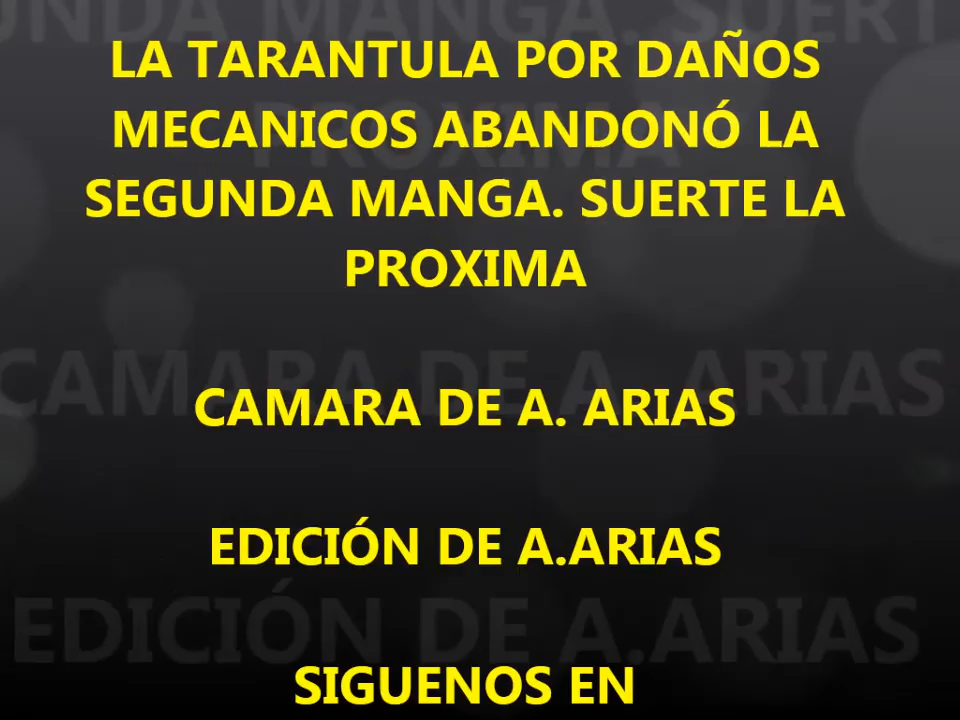 LA TARANTULA POR DAÑOS
MECANICOS ABANDONÓ LA
SEGUNDA MANGA. SUERTE LA
PROXIMA
CAMARA DE A. ARIAS
EDICIÓN DE A.ARIAS
SIGUENOS EN